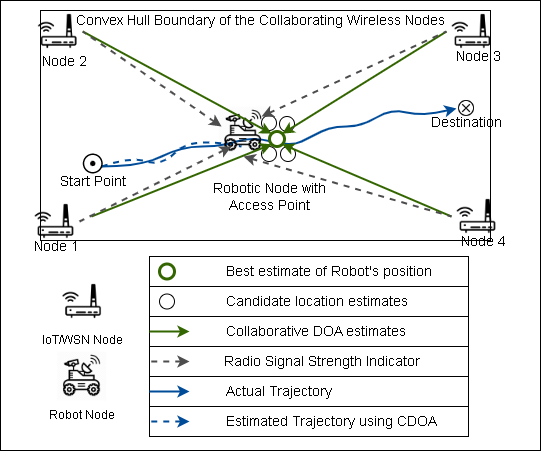 Convex Hull Boundary of the Collaborating Wireless Nodes
Node 2
Node 3
Destination
Start Point
Robotic Node with
Access Point
Node 1
Node 4
Best estimate of Robot's position
Candidate location estimates
Collaborative DOA estimates
IoT/WSN Node
Radio Signal Strength Indicator
Actual Trajectory
Robot Node
Estimated Trajectory using CDOA